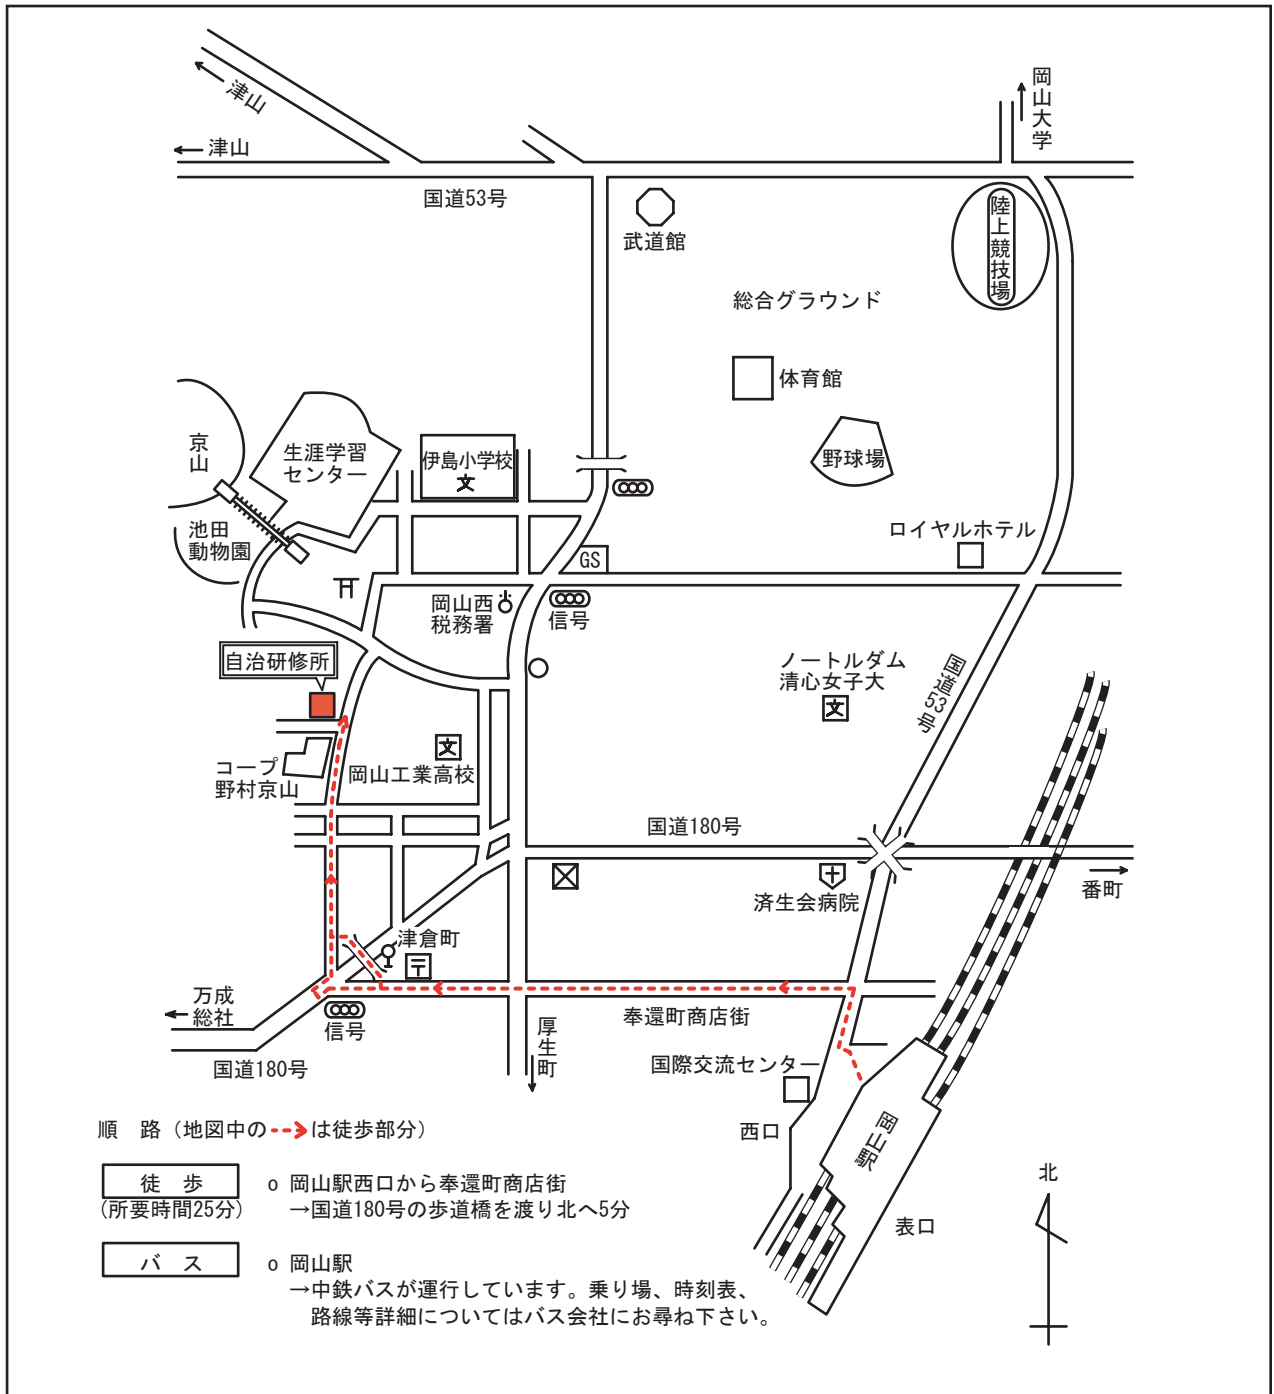 津山
津山
国道53号
岡山大学
武道館
陸上競技場
総合グラウンド
体育館
野球場
京山
生涯学習
センター
伊島小学校
文
池田
動物園
ロイヤルホテル
GS
岡山西
税務署
信号
自治研修所
ノートルダム
清心女子大
文
国道53号
コープ
野村京山
文
岡山工業高校
国道180号
済生会病院
番町
津倉町
万成
総社
信号
奉還町商店街
厚生町
国道180号
国際交流センター
西口
岡山駅
表口
北
順　路（地図中の は徒歩部分）
徒　歩
(所要時間25分)
o 岡山駅西口から奉還町商店街
→国道180号の歩道橋を渡り北へ5分
バ　ス
o 岡山駅
→中鉄バスが運行しています。乗り場、時刻表、
路線等詳細についてはバス会社にお尋ね下さい。